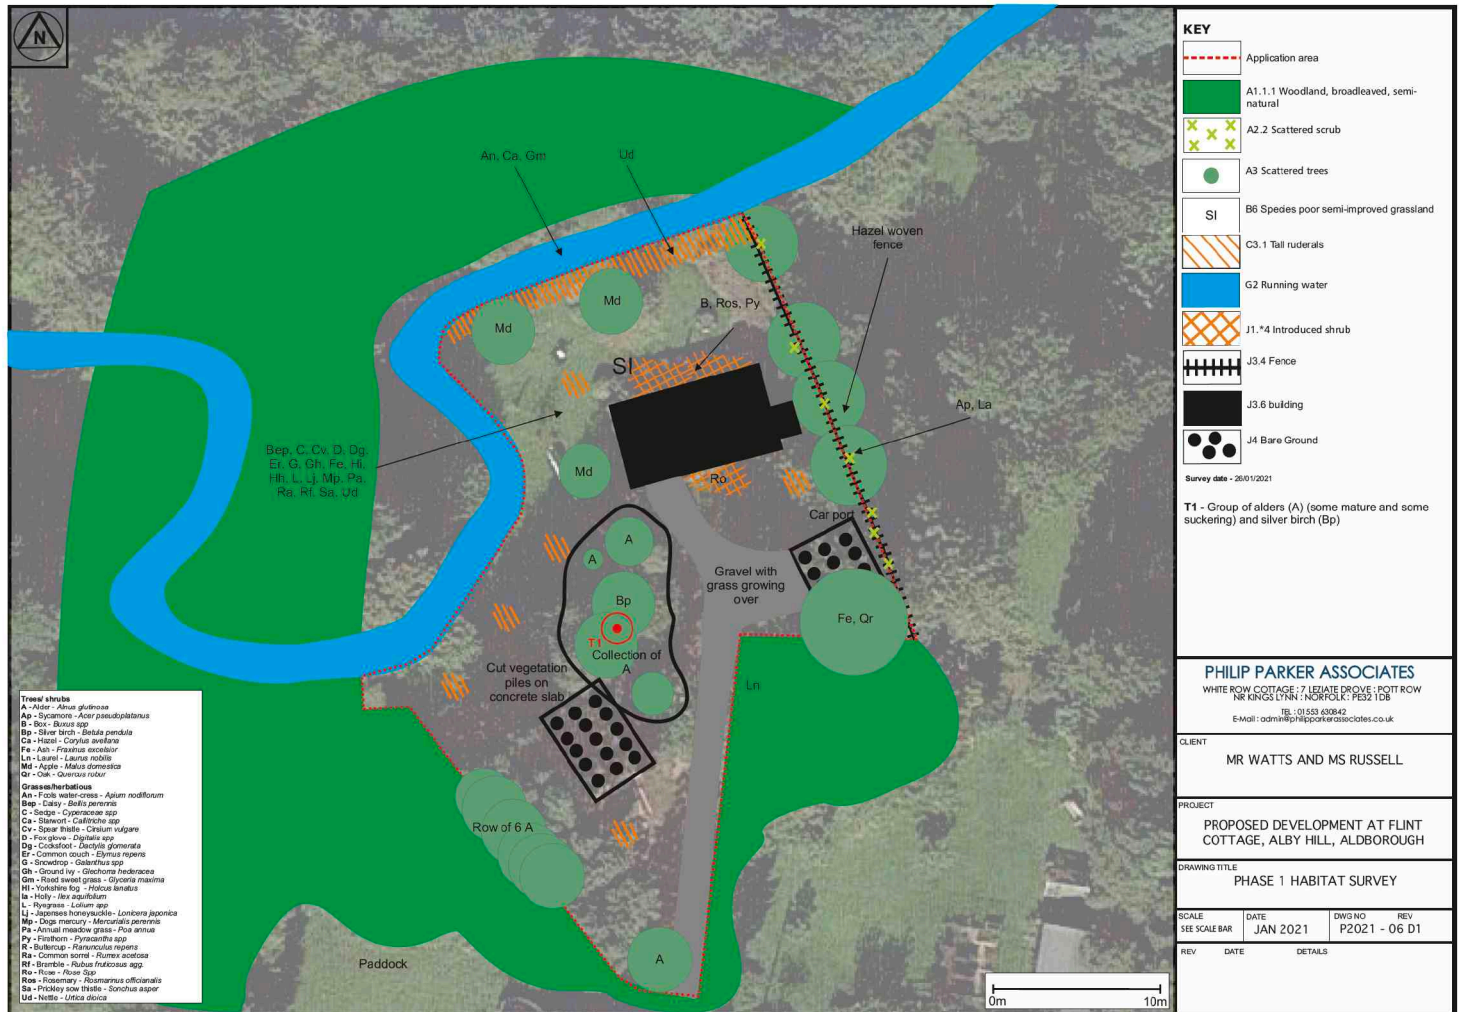 N
An, Ca, Gm
Ud
Hazel woven
fence
Md
Md
B, Ros, Py
SI
Ap, La
Bep, C, Cv, D, Dg,
Er, G, Gh, Fe, Hi,
Hh, L, Lj, Mp, Pa,
Ra, Rf, Sa, Ud
Md
Ro
Car port
A
A
Gravel with
grass growing
over
Bp
Fe, Qr
T1
Collection of
A
Cut vegetation
piles on
concrete slab
Ln
Row of 6 A
A
Paddock
0m
10m
Trees/ shrubs
A - Alder - Alnus glutinosa
Ap - Sycamore - Acer pseudoplatanus
B - Box - Buxus spp
Bp - Silver birch - Betula pendula
Ca - Hazel - Corylus avellana
Fe - Ash - Fraxinus excelsior
Ln - Laurel - Laurus nobilis
Md - Apple - Malus domestica
Qr - Oak - Quercus robur
Grasses/herbatious
An - Fools water-cress - Apium nodiflorum
Bep - Daisy - Bellis perennis
C - Sedge - Cyperaceae spp
Ca - Starwort - Callitriche spp
Cv - Spear thistle - Cirsium vulgare
D - Fox glove - Digitalis spp
Dg - Cocksfoot - Dactylis glomerata
Er - Common couch - Elymus repens
G - Snowdrop - Galanthus spp
Gh - Ground ivy - Glechoma hederacea
Gm - Reed sweet grass - Glyceria maxima
Hl - Yorkshire fog - Holcus lanatus
Ia - Holly - Ilex aquifolium
L - Ryegrass - Lolium spp
Lj - Japenses honeysuckle - Lonicera japonica
Mp - Dogs mercury - Mercurialis perennis
Pa - Annual meadow grass - Poa annua
Py - Firethorn - Pyracantha spp
R - Buttercup - Ranunculus repens
Ra - Common sorrel - Rumex acetosa
Rf - Bramble - Rubus fruticosus agg.
Ro - Rose - Rose Spp
Ros - Rosemary - Rosmarinus officianalis
Sa - Prickley sow thistle - Sonchus asper
Ud - Nettle - Urtica dioica
KEY
Application area
A1.1.1 Woodland, broadleaved, semi-
natural
A2.2 Scattered scrub
A3 Scattered trees
SI
B6 Species poor semi-improved grassland
C3.1 Tall ruderals
G2 Running water
J1.*4 Introduced shrub
J3.4 Fence
J3.6 building
J4 Bare Ground
Survey date - 26/01/2021
T1 - Group of alders (A) (some mature and some
suckering) and silver birch (Bp)
PHILIP PARKER ASSOCIATES
WHITE ROW COTTAGE : 7 LEZIATE DROVE : POTT ROW
NR KINGS LYNN : NORFOLK : PE32 1DB
TEL : 01553 630842
E-Mail : admin@philipparkerassociates.co.uk
CLIENT
MR WATTS AND MS RUSSELL
PROJECT
PROPOSED DEVELOPMENT AT FLINT
COTTAGE, ALBY HILL, ALDBOROUGH
DRAWING TITLE
PHASE 1 HABITAT SURVEY
SCALE
SEE SCALE BAR
DATE
JAN 2021
DWG NO REV
P2021 - 06 D1
REV DATE DETAILS